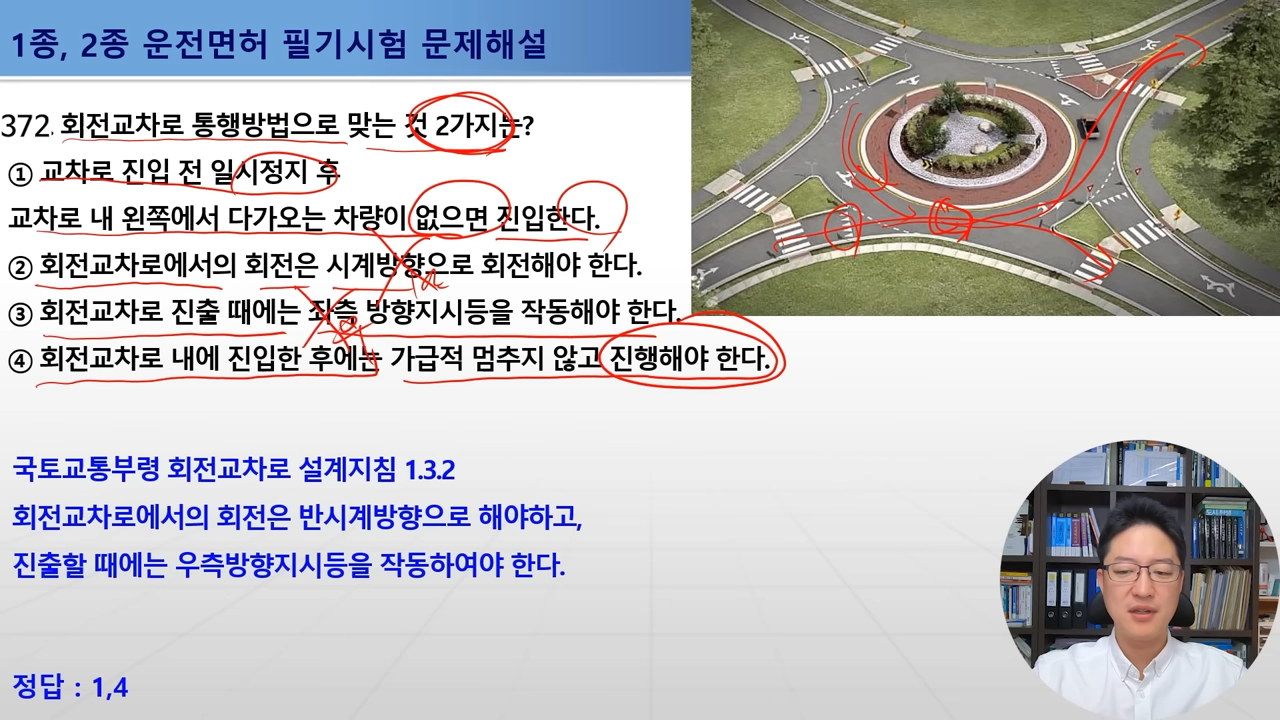 1종, 2종 운전면허 필기시험 문제해설
372. 회전교차로 통행방법으로 맞는 것 2가지는?
① 교차로 진입 전 일시정지 후
교차로 내 왼쪽에서 다가오는 차량이 없으면 진입한다.
② 회전교차로에서의 회전은 시계방향으로 회전해야 한다.
③ 회전교차로 진출 때에는 좌측 방향지시등을 작동해야 한다.
④ 회전교차로 내에 진입한 후에는 가급적 멈추지 않고 진행해야 한다.
국토교통부령 회전교차로 설계지침 1.3.2
회전교차로에서의 회전은 반시계방향으로 해야하고,
진출할 때에는 우측방향지시등을 작동하여야 한다.
정답 : 1,4